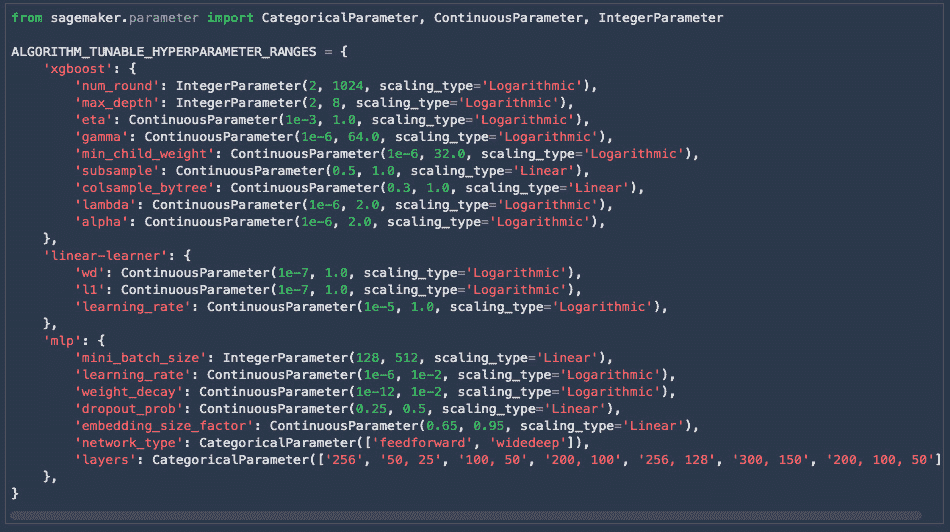 from sagemaker.parameter import CategoricalParameter, ContinuousParameter, IntegerParameter
ALGORITHM_TUNABLE_HYPERPARAMETER_RANGES = {
    'xgboost': {
        'num_round': IntegerParameter(2, 1024, scaling_type='Logarithmic'),
        'max_depth': IntegerParameter(2, 8, scaling_type='Logarithmic'),
        'eta': ContinuousParameter(1e-3, 1.0, scaling_type='Logarithmic'),
        'gamma': ContinuousParameter(1e-6, 64.0, scaling_type='Logarithmic'),
        'min_child_weight': ContinuousParameter(1e-6, 32.0, scaling_type='Logarithmic'),
        'subsample': ContinuousParameter(0.5, 1.0, scaling_type='Linear'),
        'colsample_bytree': ContinuousParameter(0.3, 1.0, scaling_type='Linear'),
        'lambda': ContinuousParameter(1e-6, 2.0, scaling_type='Logarithmic'),
        'alpha': ContinuousParameter(1e-6, 2.0, scaling_type='Logarithmic'),
    },
    'linear-learner': {
        'wd': ContinuousParameter(1e-7, 1.0, scaling_type='Logarithmic'),
        'l1': ContinuousParameter(1e-7, 1.0, scaling_type='Logarithmic'),
        'learning_rate': ContinuousParameter(1e-5, 1.0, scaling_type='Logarithmic'),
    },
    'mlp': {
        'mini_batch_size': IntegerParameter(128, 512, scaling_type='Linear'),
        'learning_rate': ContinuousParameter(1e-6, 1e-2, scaling_type='Logarithmic'),
        'weight_decay': ContinuousParameter(1e-12, 1e-2, scaling_type='Logarithmic'),
        'dropout_prob': ContinuousParameter(0.25, 0.5, scaling_type='Linear'),
        'embedding_size_factor': ContinuousParameter(0.65, 0.95, scaling_type='Linear'),
        'network_type': CategoricalParameter(['feedforward', 'widedeep']),
        'layers': CategoricalParameter(['256', '50, 25', '100, 50', '200, 100', '256, 128', '300, 150', '200, 100, 50']
    },
}